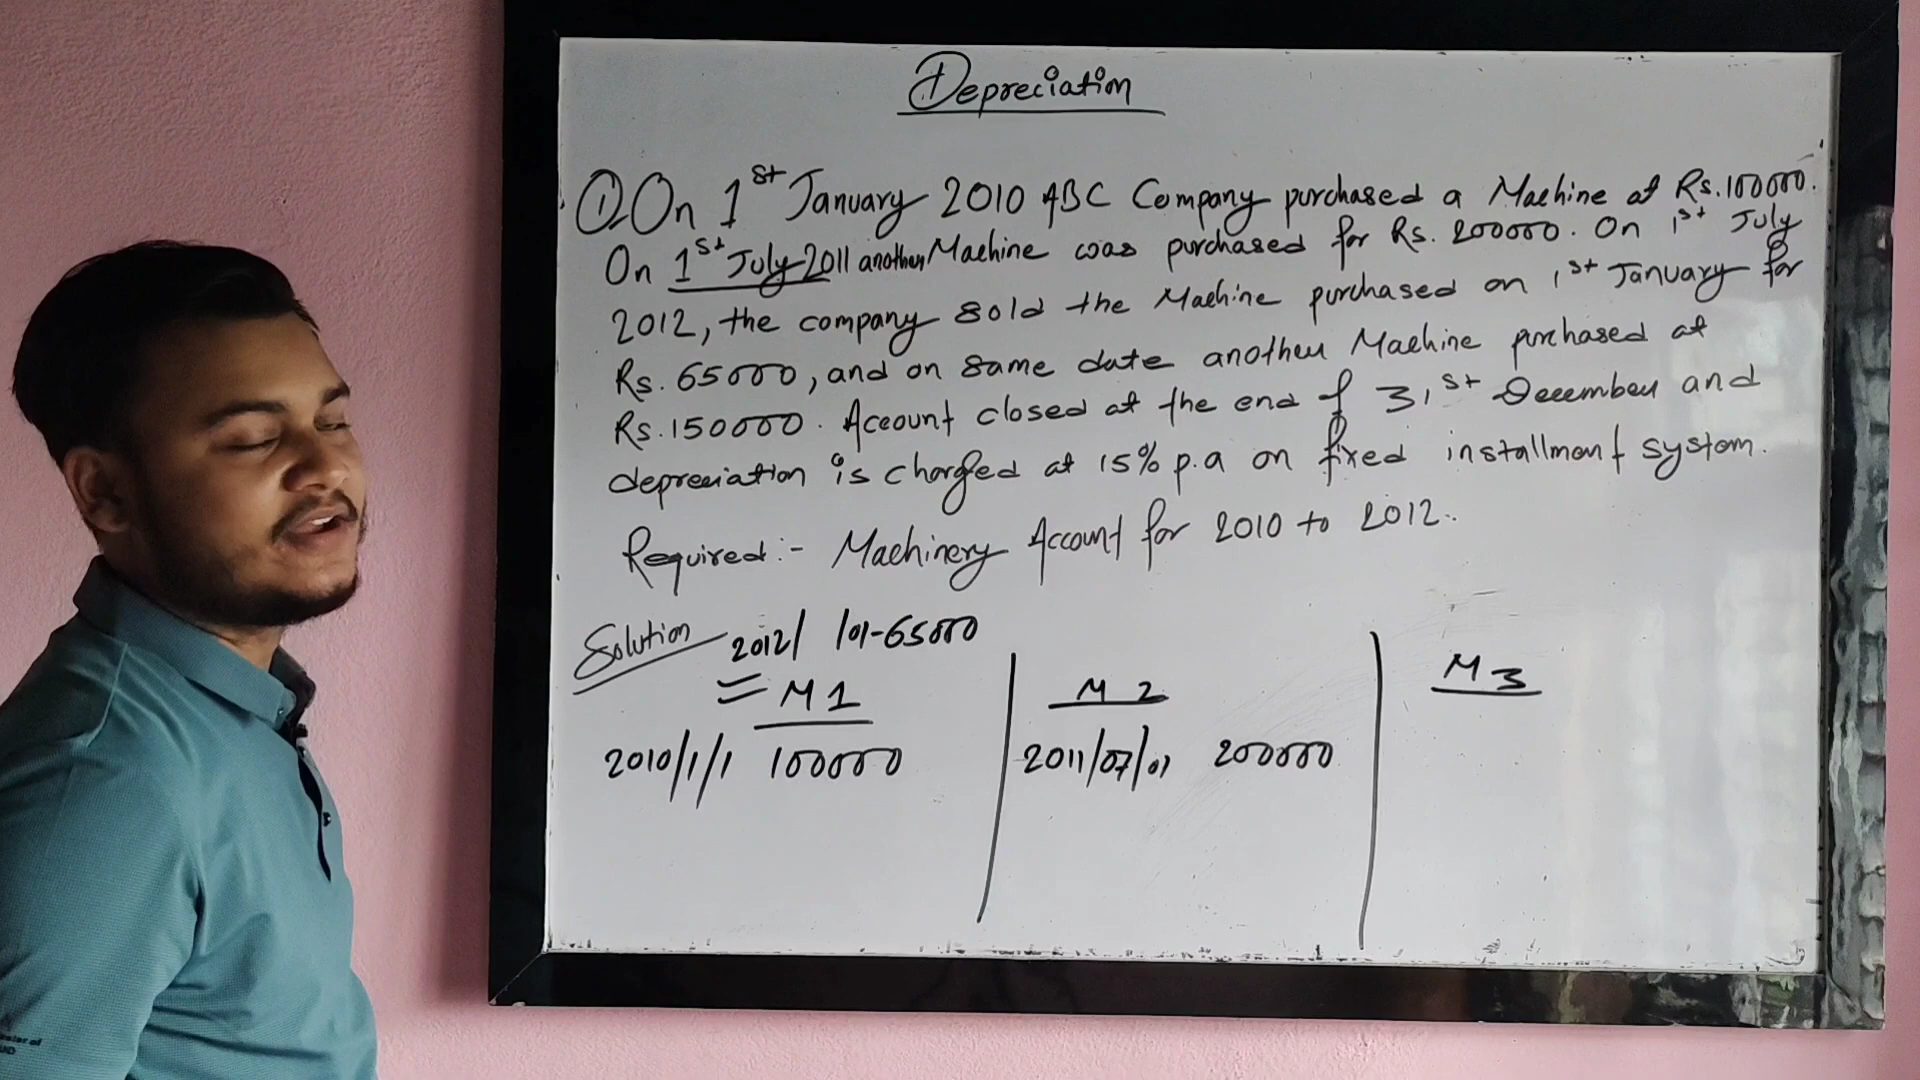 Depreciation
① On 1st January 2010 ABC Company purchased a Machine at Rs.100000.
On 1st July 2011 another Machine was purchased for Rs. 200000. On 1st July
2012, the company sold the Machine purchased on 1st January for
Rs. 65000, and on same date another Machine purchased at
Rs.150000. Account closed at the end of 31st December and
depreciation is charged at 15% p.a on fixed installment system.
Required:- Machinery Account for 2010 to 2012.
Solution 2012/ /01-65000
= M 1
M 2
M 3
2010/1/1 100000
2011/07/01 200000